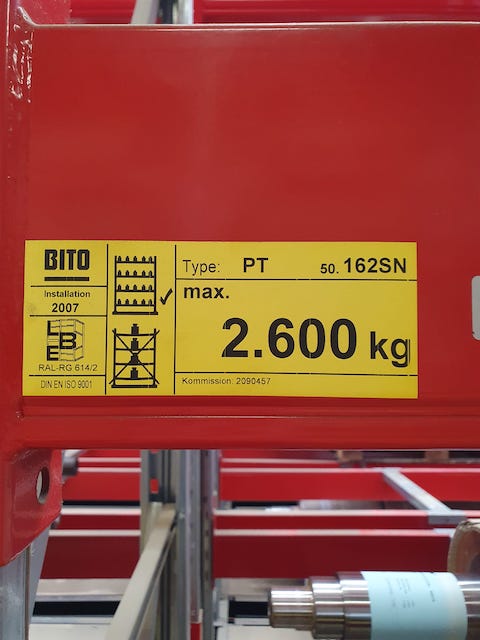 BITO
Installation
2007
LBE
RAL-RG 614/2
DIN EN ISO 9001
Type: PT 50. 162SN
max.
2.600 kg
Kommission: 2090457